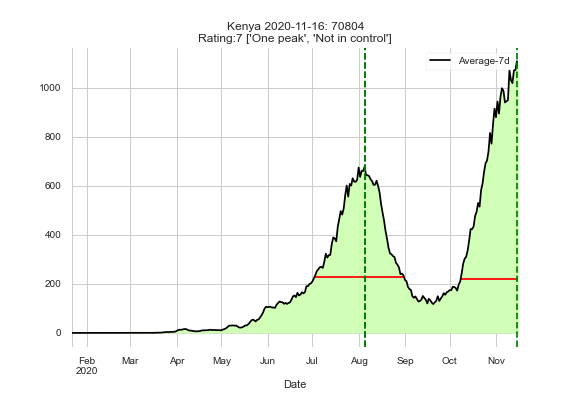 Kenya 2020-11-16: 70804
Rating:7 ['One peak', 'Not in control']
Average-7d
1000
800
600
400
200
0
Feb Mar Apr May Jun Jul Aug Sep Oct Nov
2020
Date